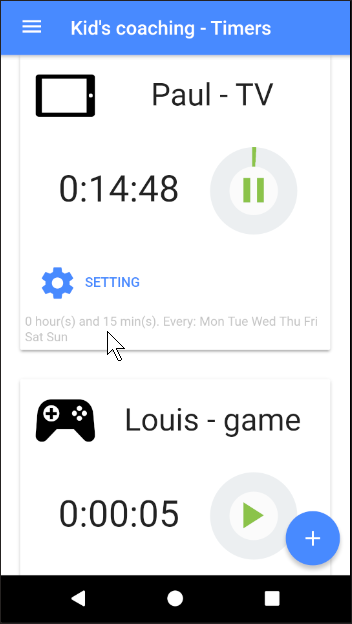 Kid's coaching - Timers
Paul - TV
0:14:48
SETTING
0 hour(s) and 15 min(s). Every: Mon Tue Wed Thu Fri
Sat Sun
Louis - game
0:00:05